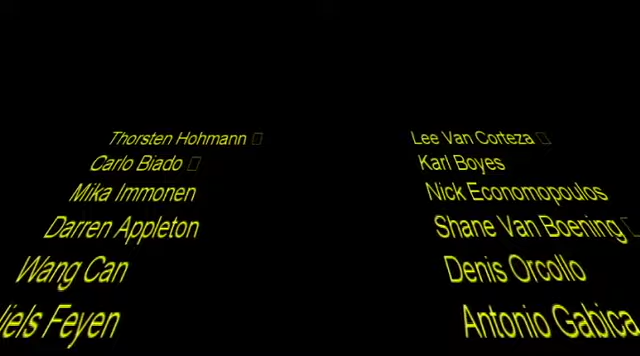 Thorsten Hohmann
Carlo Biado
Mika Immonen
Darren Appleton
Wang Can
iels Feyen
Lee Van Corteza
Karl Boyes
Nick Economopoulos
Shane Van Boening
Denis Orcollo
Antonio Gabica